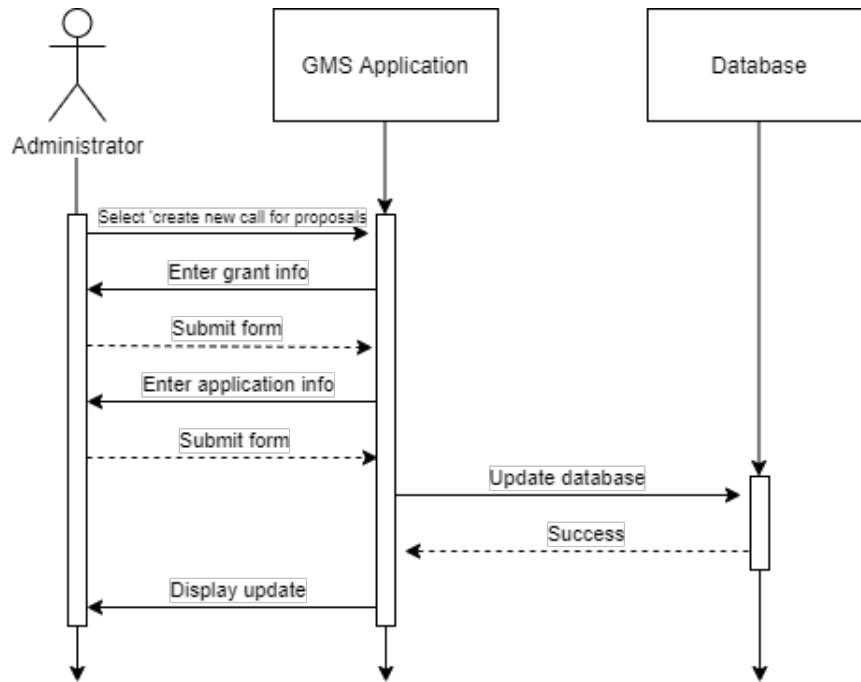 GMS Application
Database
Administrator
Select 'create new call for proposals
Enter grant info
Submit form
Enter application info
Submit form
Update database
Success
Display update